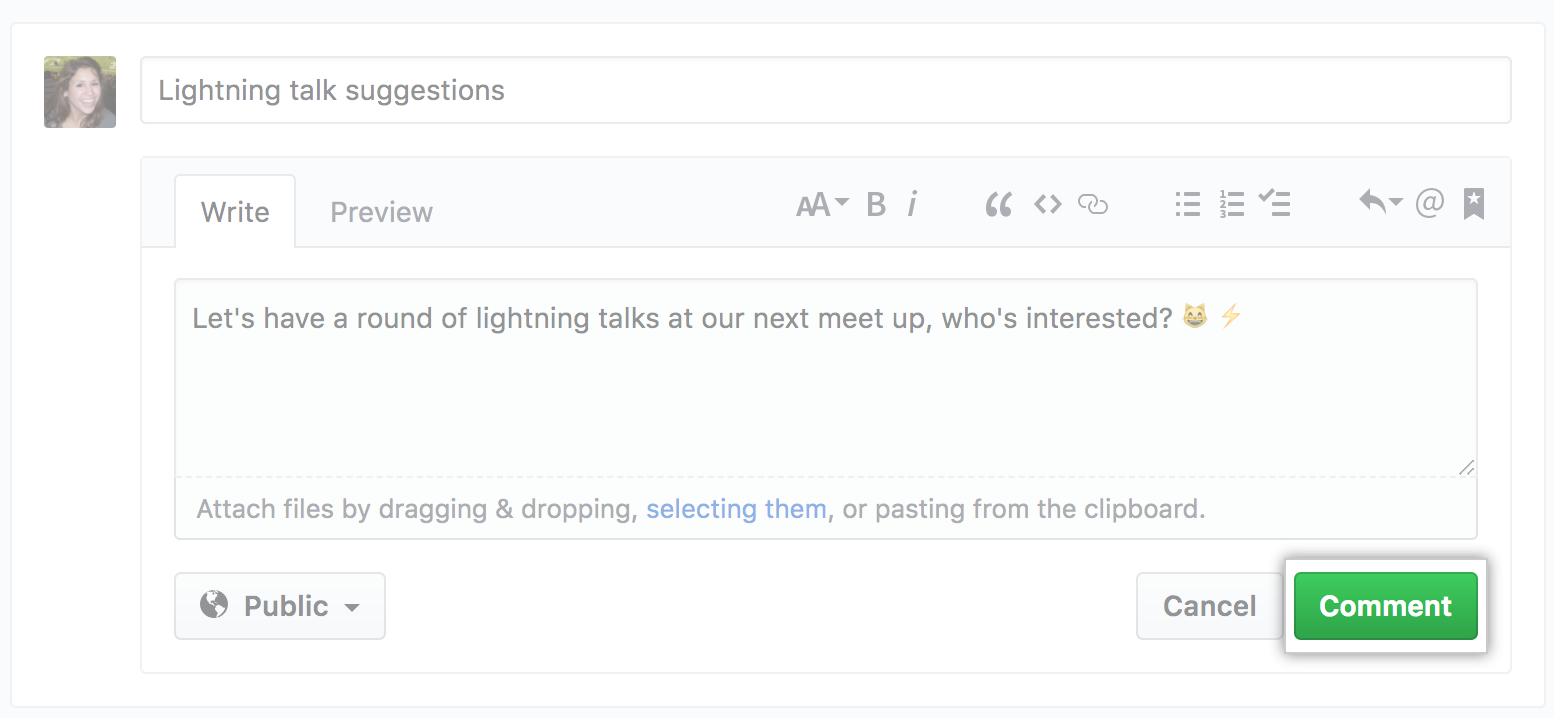 Lightning talk suggestions
Write Preview AA B i @
Let's have a round of lightning talks at our next meet up, who's interested? 😸 ⚡
Attach files by dragging & dropping, selecting them, or pasting from the clipboard.
Public Cancel Comment